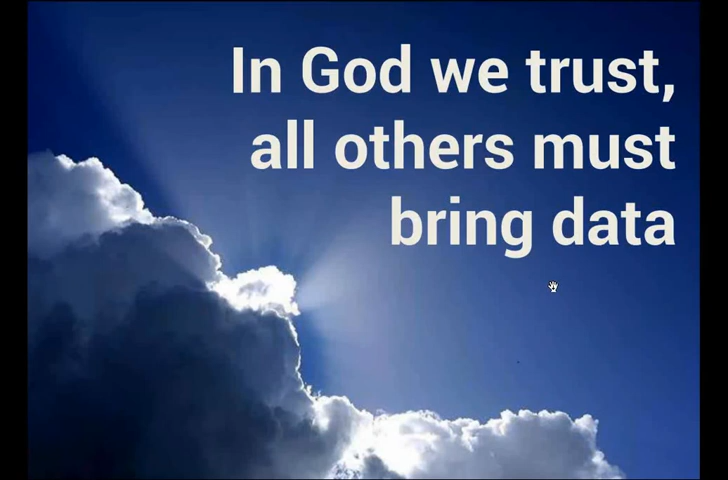 In God we trust,
all others must
bring data